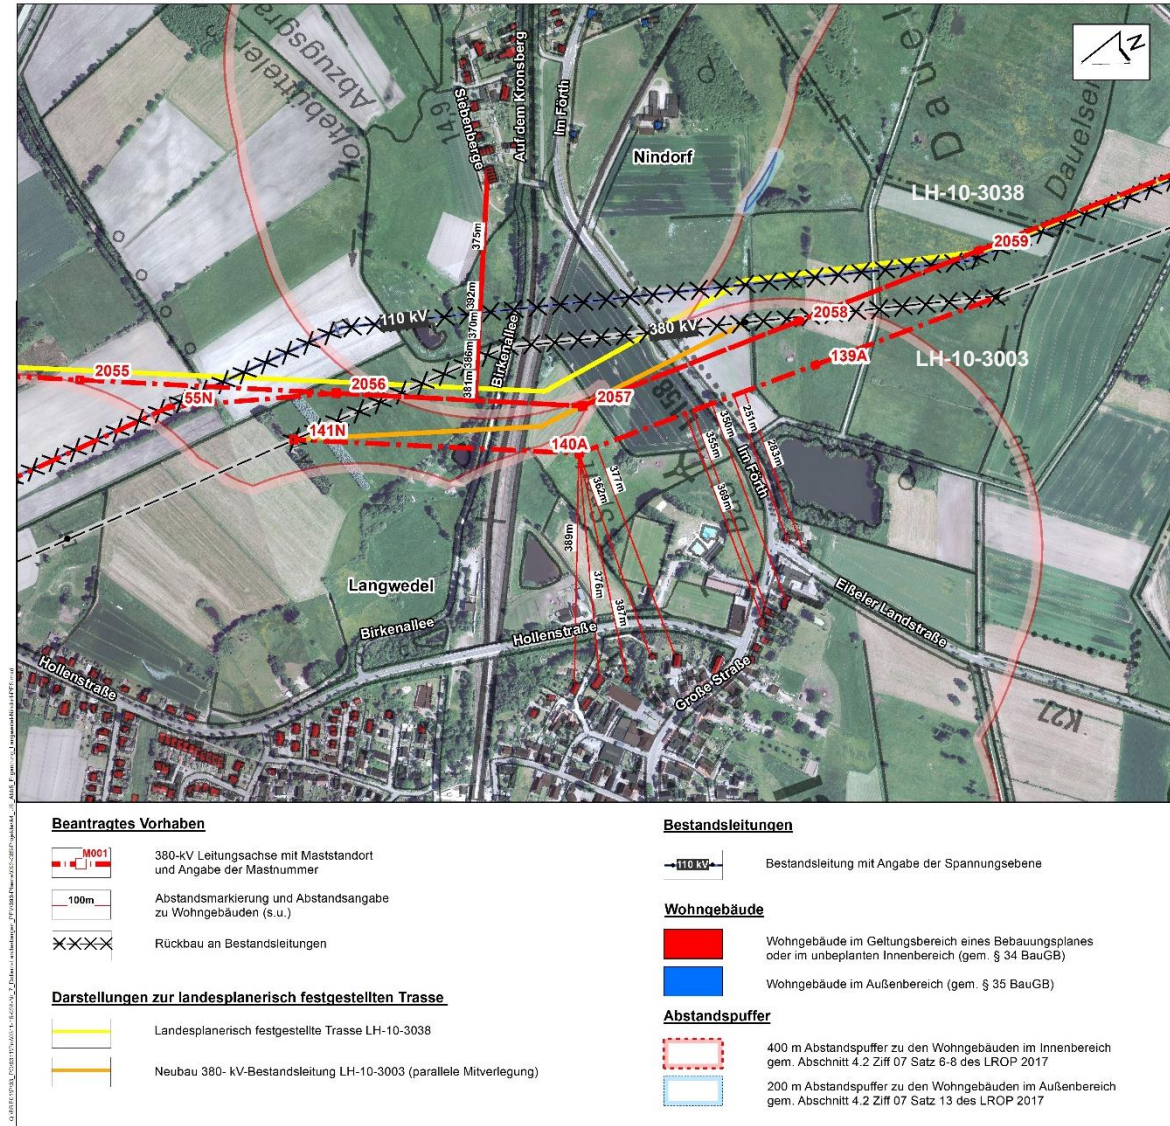 N
Holtebütteler
Abzugsgra
149
Siebenberge
Auf dem Kronsberg
Im Förth
Nindorf
Dauelsen
LH-10-3038
2059
375m
392m
370m
386m
381m
110 kV
380 kV
Birkenallee
2058
139A
LH-10-3003
2055
55N
2056
2057
141N
140A
58
251m
283m
350m
355m
369m
377m
362m
389m
376m
387m
Im Förth
Langwedel
Birkenallee
Hollenstraße
Hollenstraße
Große Straße
Eißeler Landstraße
K27
Beantragtes Vorhaben
M001
380-kV Leitungsachse mit Maststandort
und Angabe der Mastnummer
100m
Abstandsmarkierung und Abstandsangabe
zu Wohngebäuden (s.u.)
Rückbau an Bestandsleitungen
Darstellungen zur landesplanerisch festgestellten Trasse
Landesplanerisch festgestellte Trasse LH-10-3038
Neubau 380- kV-Bestandsleitung LH-10-3003 (parallele Mitverlegung)
Bestandsleitungen
110 kV
Bestandsleitung mit Angabe der Spannungsebene
Wohngebäude
Wohngebäude im Geltungsbereich eines Bebauungsplanes
oder im unbeplanten Innenbereich (gem. § 34 BauGB)
Wohngebäude im Außenbereich (gem. § 35 BauGB)
Abstandspuffer
400 m Abstandspuffer zu den Wohngebäuden im Innenbereich
gem. Abschnitt 4.2 Ziff 07 Satz 6-8 des LROP 2017
200 m Abstandspuffer zu den Wohngebäuden im Außenbereich
gem. Abschnitt 4.2 Ziff 07 Satz 13 des LROP 2017